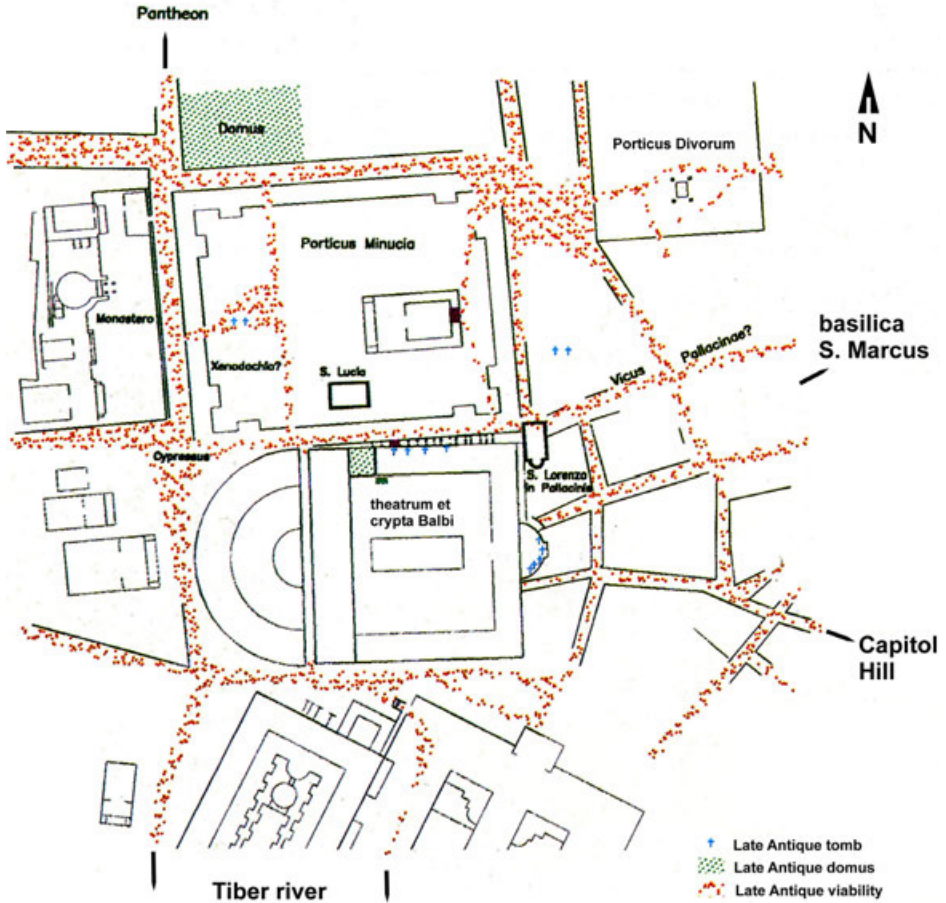 Pantheon
N
Domus
Porticus Divorum
Porticus Minucia
Monastero
basilica
S. Marcus
Vicus Pallacinae?
Xenodochia?
S. Lucia
Cypressus
S. Lorenzo
in Pallacinis
theatrum et
crypta Balbi
Capitol
Hill
Tiber river
Late Antique tomb
Late Antique domus
Late Antique viability